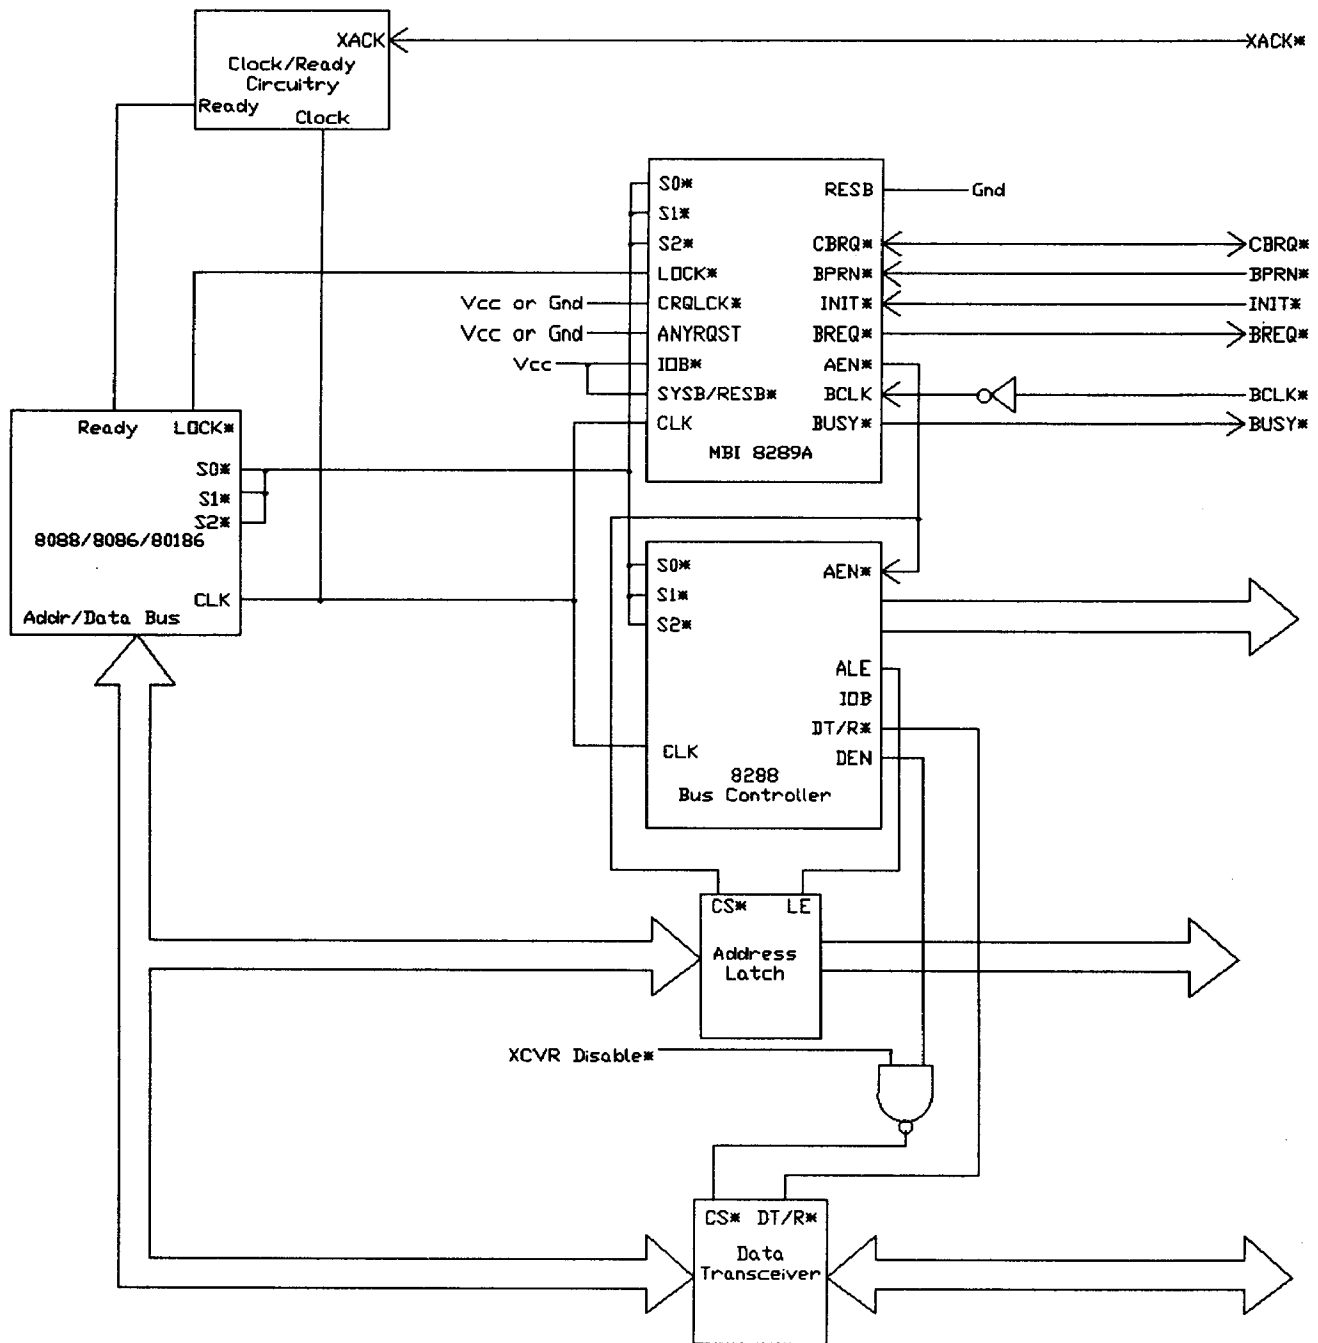 XACK
XACK*
Clock/Ready
Circuitry
Ready
Clock
S0*
S1*
S2*
LOCK*
CRQLCK*
ANYRQST
IOB*
SYSB/RESB*
CLK
Vcc or Gnd
Vcc or Gnd
Vcc
RESB
CBRQ*
BPRN*
INIT*
BREQ*
AEN*
BCLK
BUSY*
MBI 8289A
Gnd
CBRQ*
BPRN*
INIT*
BREQ*
BCLK*
BUSY*
Ready
LOCK*
S0*
S1*
S2*
8088/8086/80186
CLK
Addr/Data Bus
S0*
S1*
S2*
AEN*
ALE
IOB
DT/R*
DEN
CLK
8288
Bus Controller
CS*
LE
Address
Latch
XCVR Disable*
CS*
DT/R*
Data
Transceiver